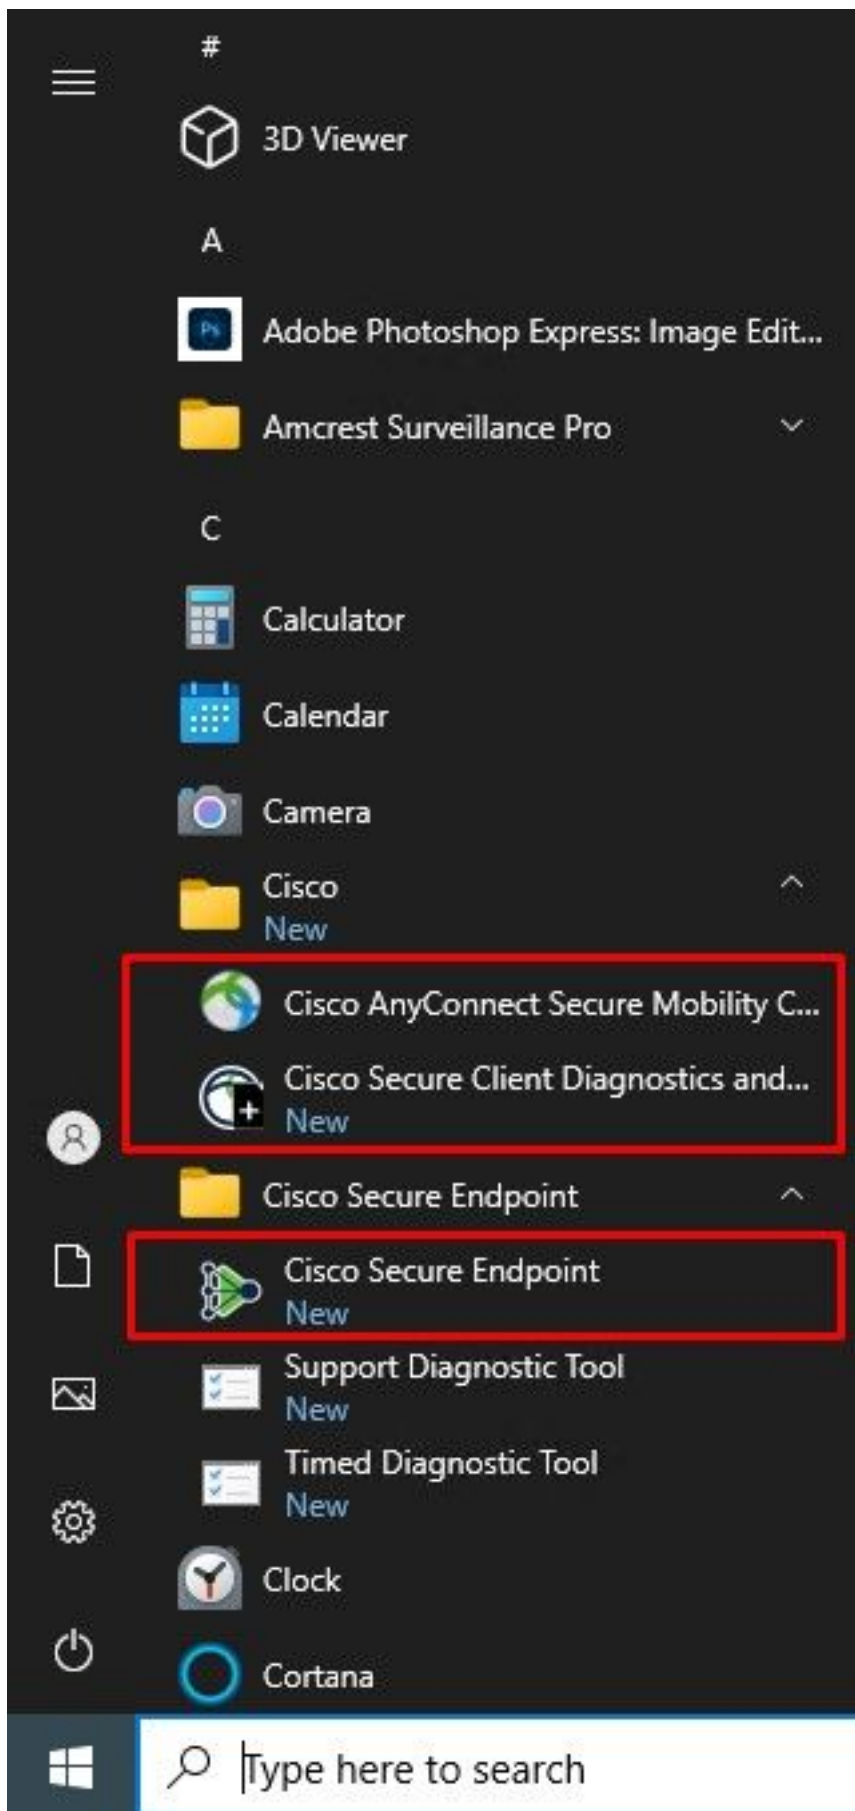 #
3D Viewer
A
Ps
Adobe Photoshop Express: Image Edit...
Amcrest Surveillance Pro
C
Calculator
Calendar
Camera
Cisco
New
Cisco AnyConnect Secure Mobility C...
Cisco Secure Client Diagnostics and...
New
Cisco Secure Endpoint
Cisco Secure Endpoint
New
Support Diagnostic Tool
New
Timed Diagnostic Tool
New
Clock
Cortana
Type here to search